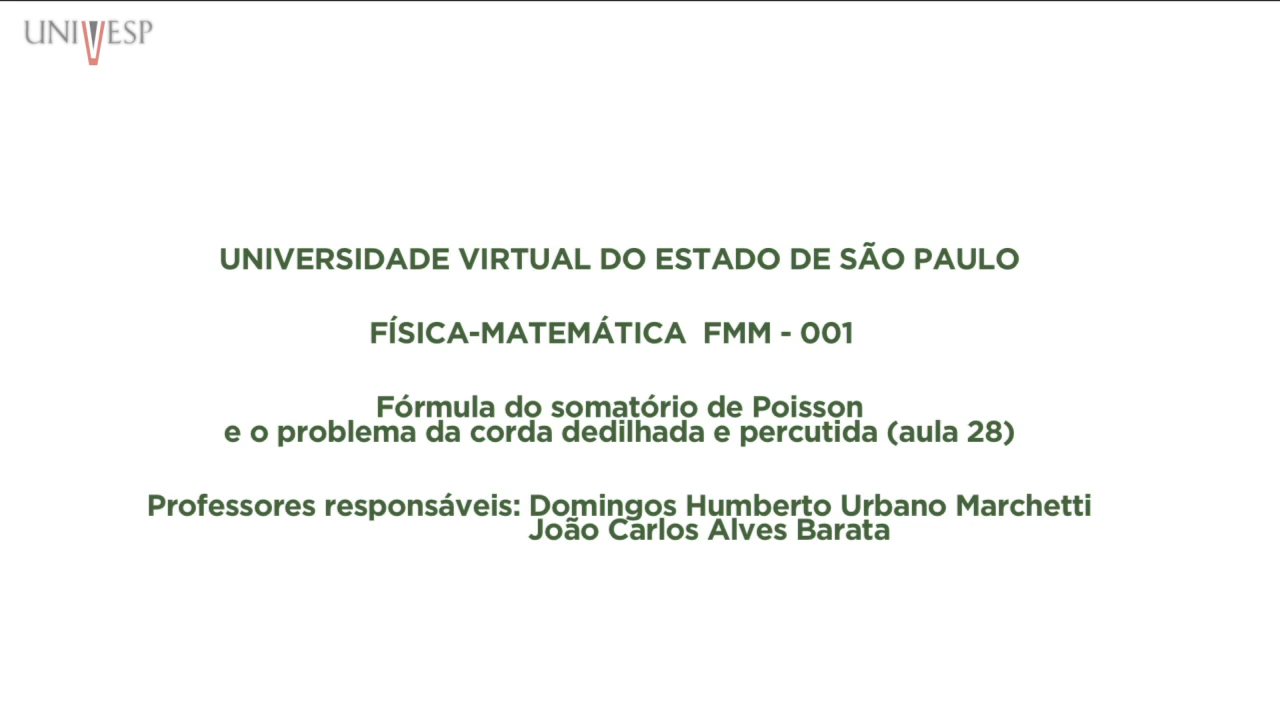 UNIVESP
UNIVERSIDADE VIRTUAL DO ESTADO DE SÃO PAULO
FÍSICA-MATEMÁTICA FMM - 001
Fórmula do somatório de Poisson
e o problema da corda dedilhada e percutida (aula 28)
Professores responsáveis: Domingos Humberto Urbano Marchetti
João Carlos Alves Barata